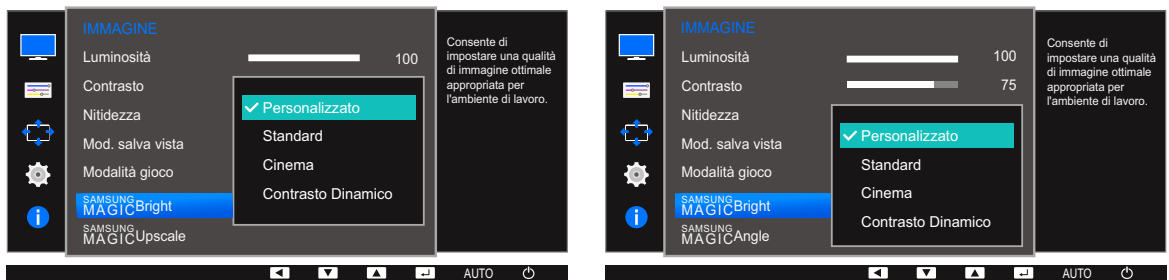 IMMAGINE
Luminosità 100
Contrasto
Nitidezza
Mod. salva vista
Modalità gioco
SAMSUNG
MAGICBright
SAMSUNG
MAGICUpscale
Personalizzato
Standard
Cinema
Contrasto Dinamico
Consente di
impostare una qualità
di immagine ottimale
appropriata per
l'ambiente di lavoro.
AUTO
IMMAGINE
Luminosità 100
Contrasto 75
Nitidezza
Mod. salva vista
Modalità gioco
SAMSUNG
MAGICBright
SAMSUNG
MAGICAngle
Personalizzato
Standard
Cinema
Contrasto Dinamico
Consente di
impostare una qualità
di immagine ottimale
appropriata per
l'ambiente di lavoro.
AUTO